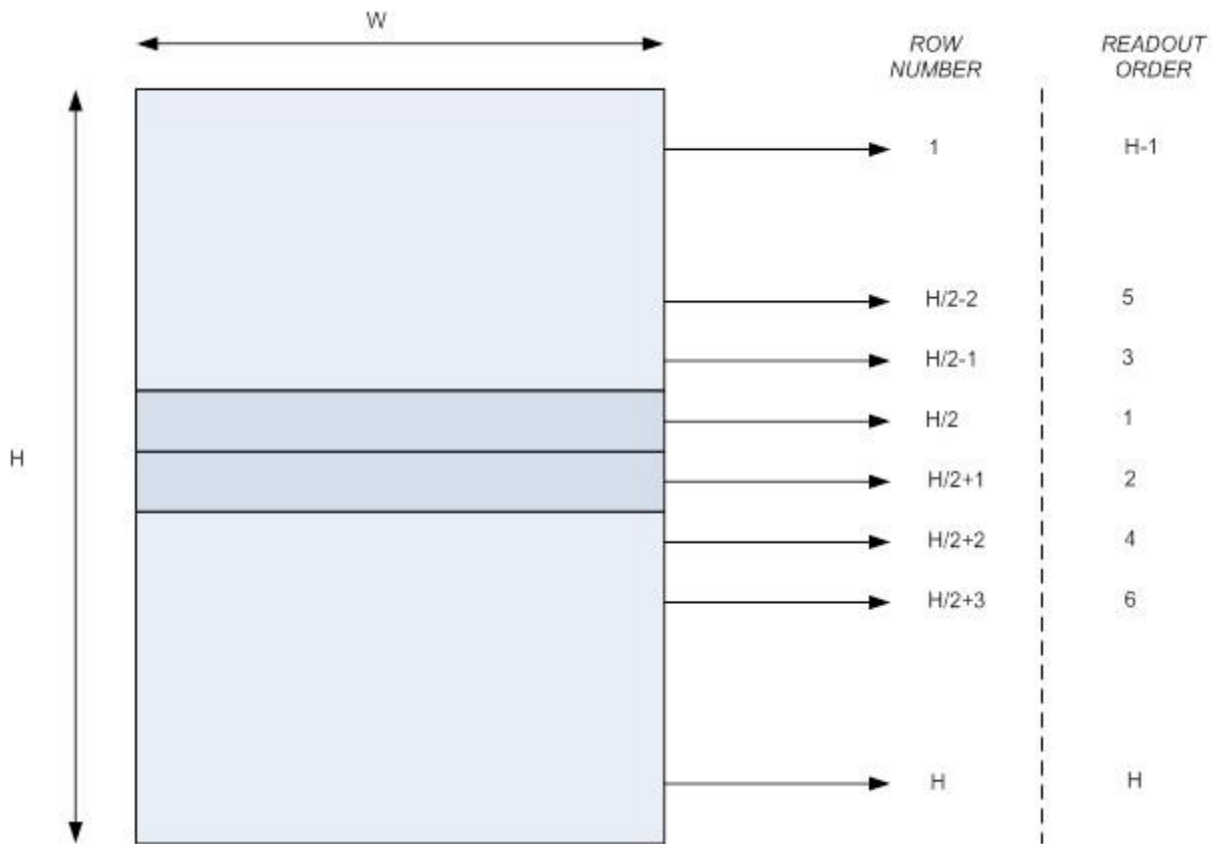 W
ROW
NUMBER
READOUT
ORDER
1 H-1
H/2-2 5
H/2-1 3
H/2 1
H
H/2+1 2
H/2+2 4
H/2+3 6
H H